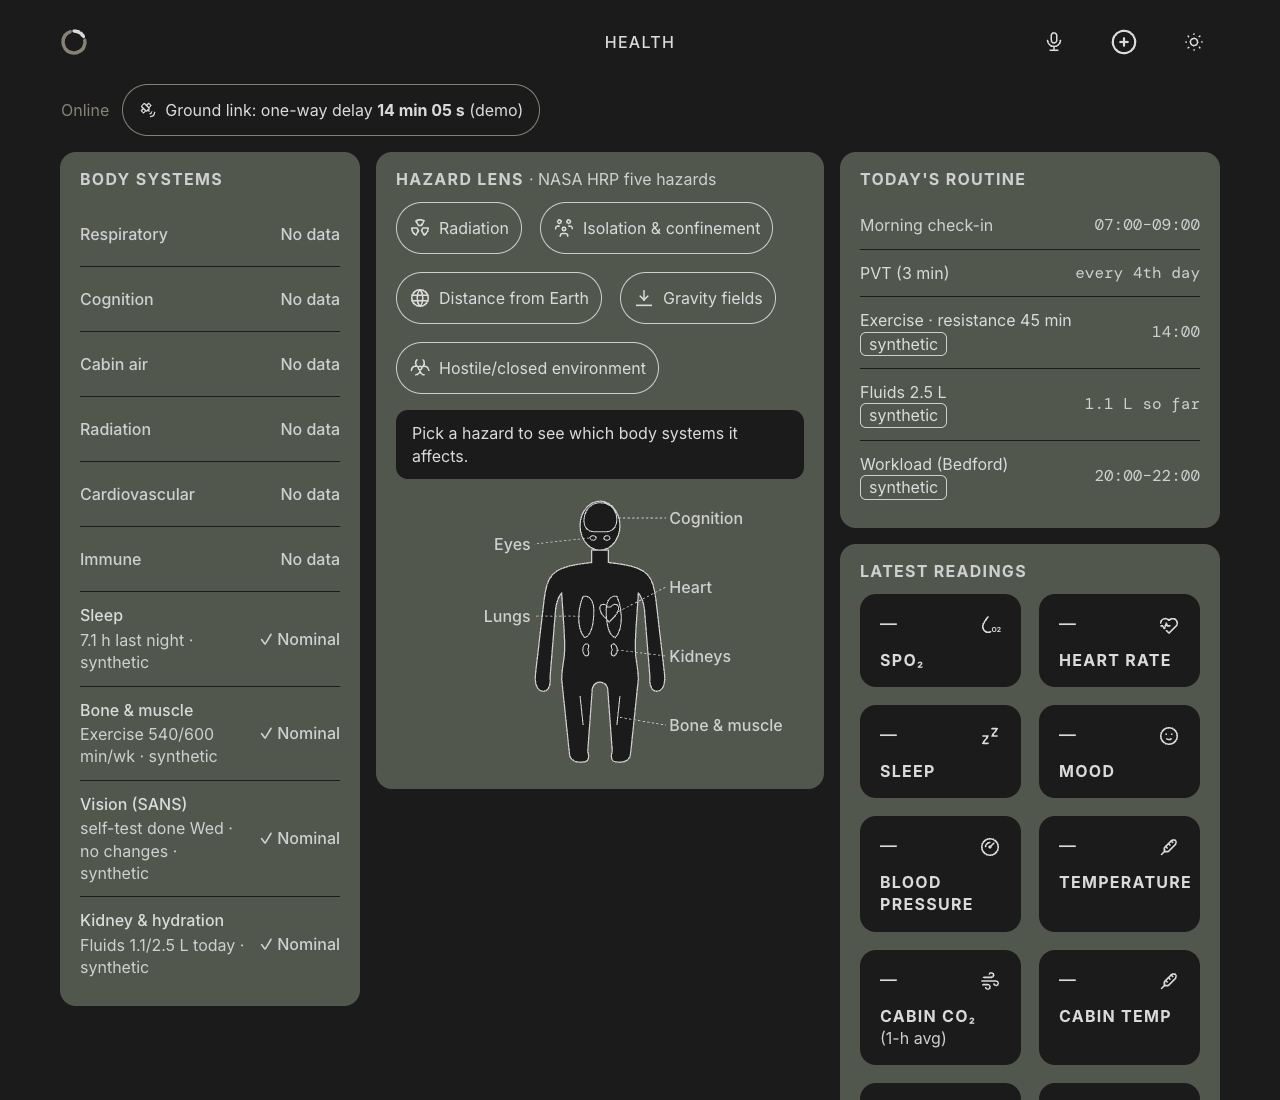 HEALTH
Online
Ground link: one-way delay 14 min 05 s (demo)
BODY SYSTEMS
Respiratory No data
Cognition No data
Cabin air No data
Radiation No data
Cardiovascular No data
Immune No data
Sleep
7.1 h last night ·
synthetic
✓ Nominal
Bone & muscle
Exercise 540/600
min/wk · synthetic
✓ Nominal
Vision (SANS)
self-test done Wed ·
no changes ·
synthetic
✓ Nominal
Kidney & hydration
Fluids 1.1/2.5 L today ·
synthetic
✓ Nominal
HAZARD LENS · NASA HRP five hazards
Radiation
Isolation & confinement
Distance from Earth
Gravity fields
Hostile/closed environment
Pick a hazard to see which body systems it
affects.
Cognition
Eyes
Heart
Lungs
Kidneys
Bone & muscle
TODAY'S ROUTINE
Morning check-in 07:00–09:00
PVT (3 min) every 4th day
Exercise · resistance 45 min
synthetic
14:00
Fluids 2.5 L
synthetic
1.1 L so far
Workload (Bedford)
synthetic
20:00–22:00
LATEST READINGS
—
O2
SPO₂
—
HEART RATE
—
zZ
SLEEP
—
MOOD
—
BLOOD
PRESSURE
—
TEMPERATURE
—
CABIN CO₂
(1-h avg)
—
CABIN TEMP